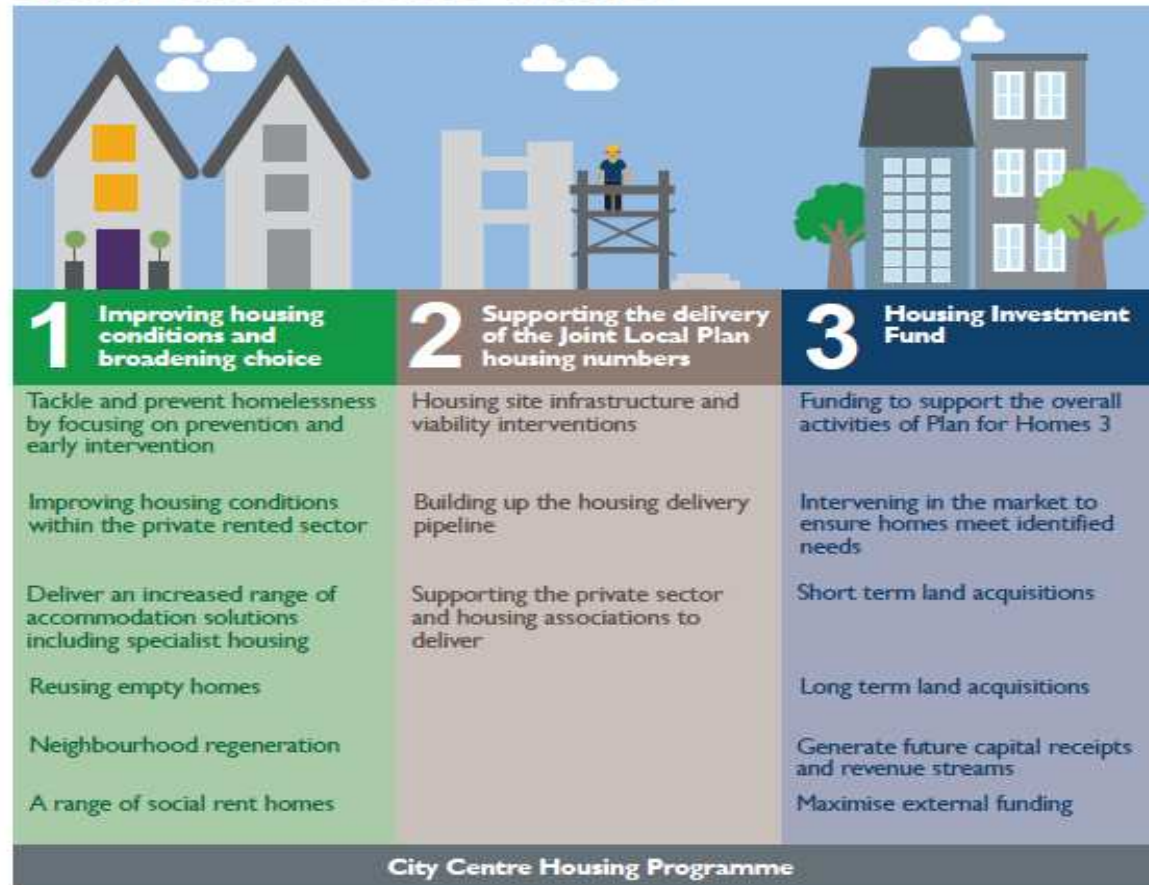 1
Improving housing
conditions and
broadening choice
Tackle and prevent homelessness
by focusing on prevention and
early intervention
Improving housing conditions
within the private rented sector
Deliver an increased range of
accommodation solutions
including specialist housing
Reusing empty homes
Neighbourhood regeneration
A range of social rent homes
2
Supporting the delivery
of the Joint Local Plan
housing numbers
Housing site infrastructure and
viability interventions
Building up the housing delivery
pipeline
Supporting the private sector
and housing associations to
deliver
3
Housing Investment
Fund
Funding to support the overall
activities of Plan for Homes 3
Intervening in the market to
ensure homes meet identified
needs
Short term land acquisitions
Long term land acquisitions
Generate future capital receipts
and revenue streams
Maximise external funding
City Centre Housing Programme